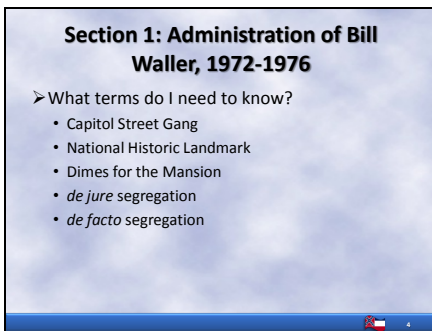 Section 1: Administration of Bill
Waller, 1972-1976
➢What terms do I need to know?
• Capitol Street Gang
• National Historic Landmark
• Dimes for the Mansion
• de jure segregation
• de facto segregation
4